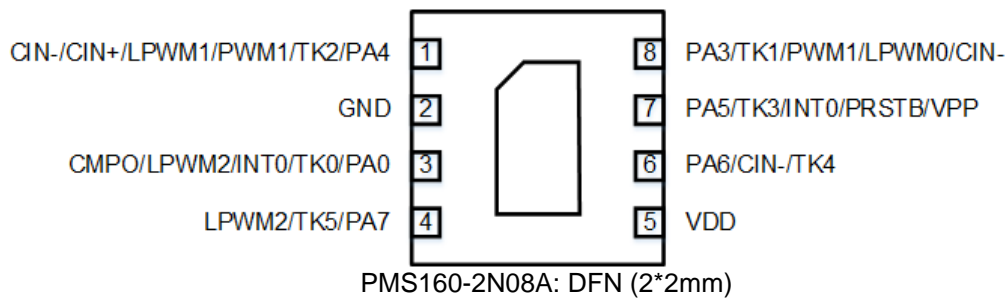 CIN-/CIN+/LPWM1/PWM1/TK2/PA4 1 8 PA3/TK1/PWM1/LPWM0/CIN-
GND 2 7 PA5/TK3/INT0/PRSTB/VPP
CMPO/LPWM2/INT0/TK0/PA0 3 6 PA6/CIN-/TK4
LPWM2/TK5/PA7 4 5 VDD
PMS160-2N08A: DFN (2*2mm)